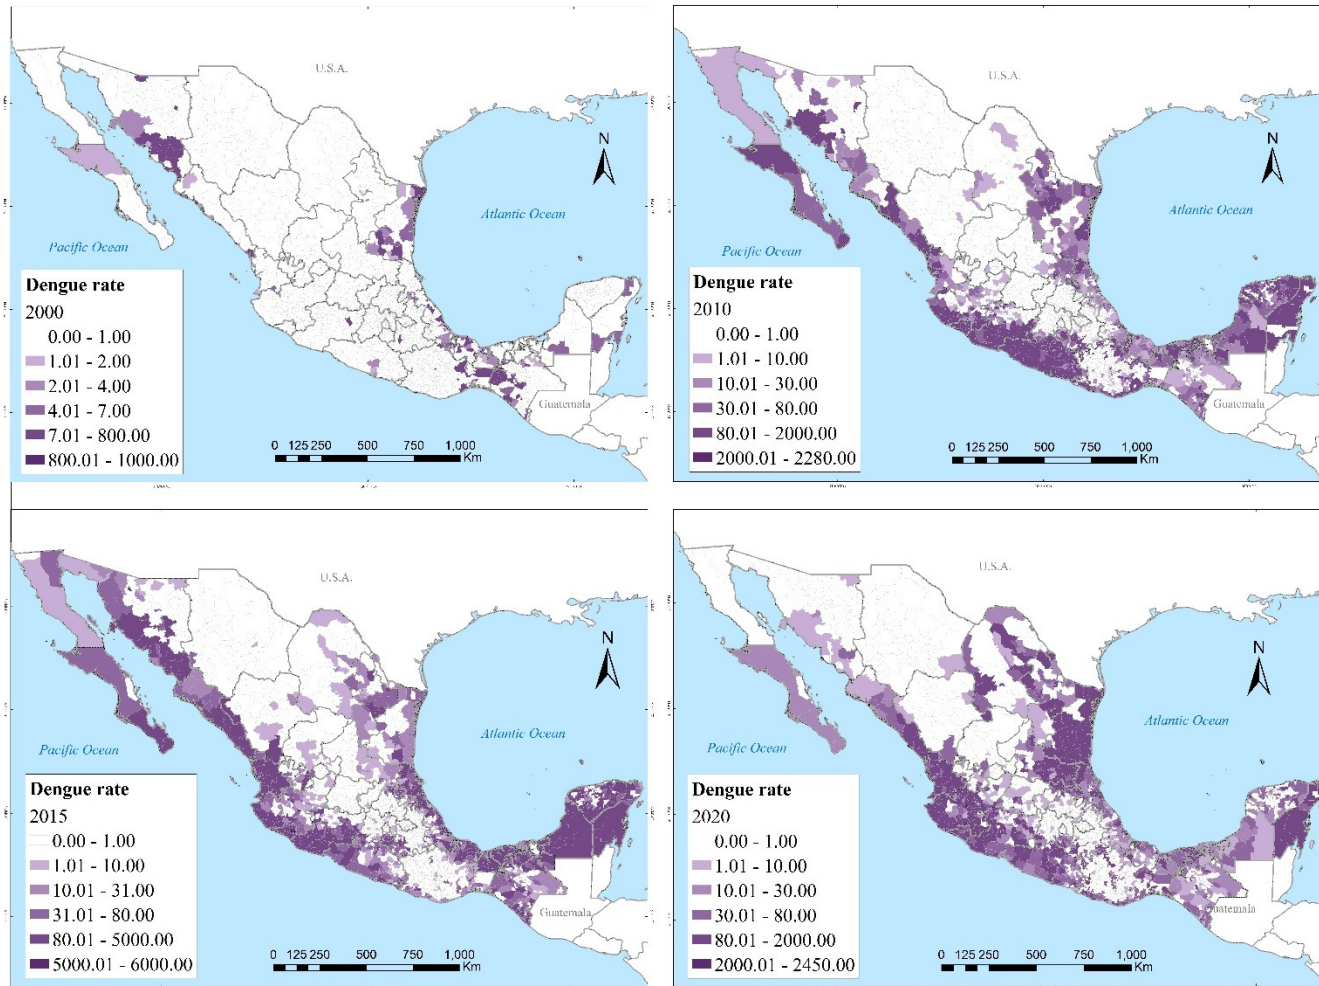 U.S.A.
N
Atlantic Ocean
Pacific Ocean
Guatemala
Dengue rate
2000
0.00 - 1.00
1.01 - 2.00
2.01 - 4.00
4.01 - 7.00
7.01 - 800.00
800.01 - 1000.00
0 125 250 500 750 1,000
Km
U.S.A.
N
Atlantic Ocean
Pacific Ocean
Guatemala
Dengue rate
2010
0.00 - 1.00
1.01 - 10.00
10.01 - 30.00
30.01 - 80.00
80.01 - 2000.00
2000.01 - 2280.00
0 125 250 500 750 1,000
Km
U.S.A.
N
Atlantic Ocean
Pacific Ocean
Guatemala
Dengue rate
2015
0.00 - 1.00
1.01 - 10.00
10.01 - 31.00
31.01 - 80.00
80.01 - 5000.00
5000.01 - 6000.00
0 125 250 500 750 1,000
Km
U.S.A.
N
Atlantic Ocean
Pacific Ocean
Guatemala
Dengue rate
2020
0.00 - 1.00
1.01 - 10.00
10.01 - 30.00
30.01 - 80.00
80.01 - 2000.00
2000.01 - 2450.00
0 125 250 500 750 1,000
Km